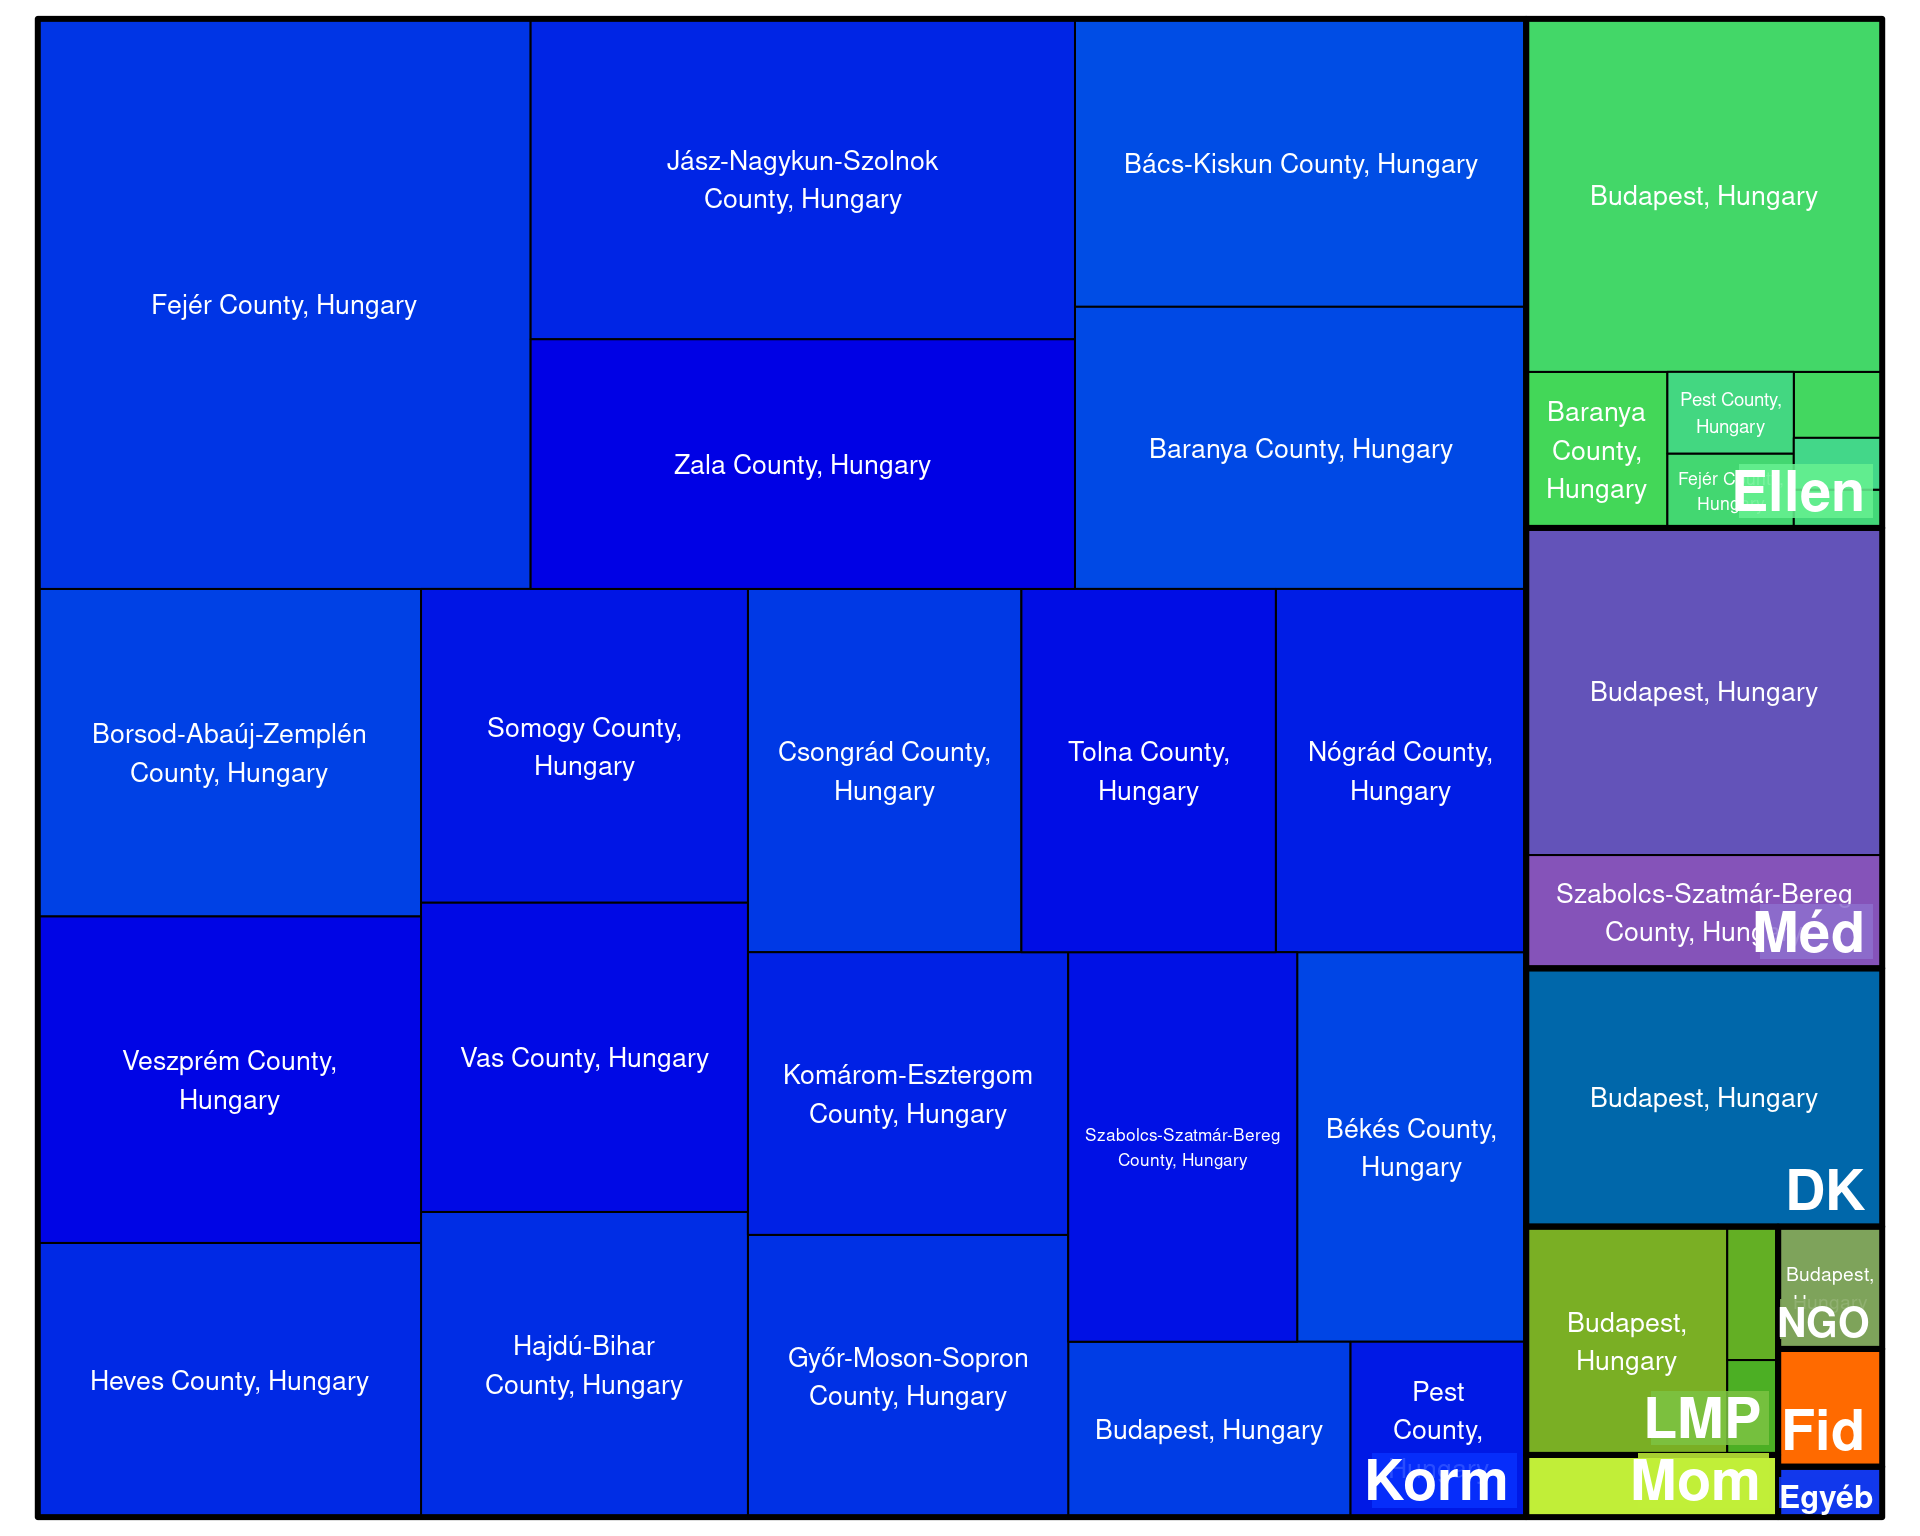 Fejér County, Hungary
Jász-Nagykun-Szolnok
County, Hungary
Zala County, Hungary
Bács-Kiskun County, Hungary
Baranya County, Hungary
Borsod-Abaúj-Zemplén
County, Hungary
Veszprém County,
Hungary
Heves County, Hungary
Somogy County,
Hungary
Vas County, Hungary
Hajdú-Bihar
County, Hungary
Csongrád County,
Hungary
Tolna County,
Hungary
Nógrád County,
Hungary
Komárom-Esztergom
County, Hungary
Győr-Moson-Sopron
County, Hungary
Szabolcs-Szatmár-Bereg
County, Hungary
Békés County,
Hungary
Budapest, Hungary
Pest
County,
Hungary
Korm
Budapest, Hungary
Baranya
County,
Hungary
Pest County,
Hungary
Fejér
Ellen
Budapest, Hungary
Szabolcs-Szatmár-Bereg
County,
Méd
Budapest, Hungary
DK
Budapest,
Hungary
LMP
Budapest,
Hungary
NGO
Fid
Mom
Egyéb